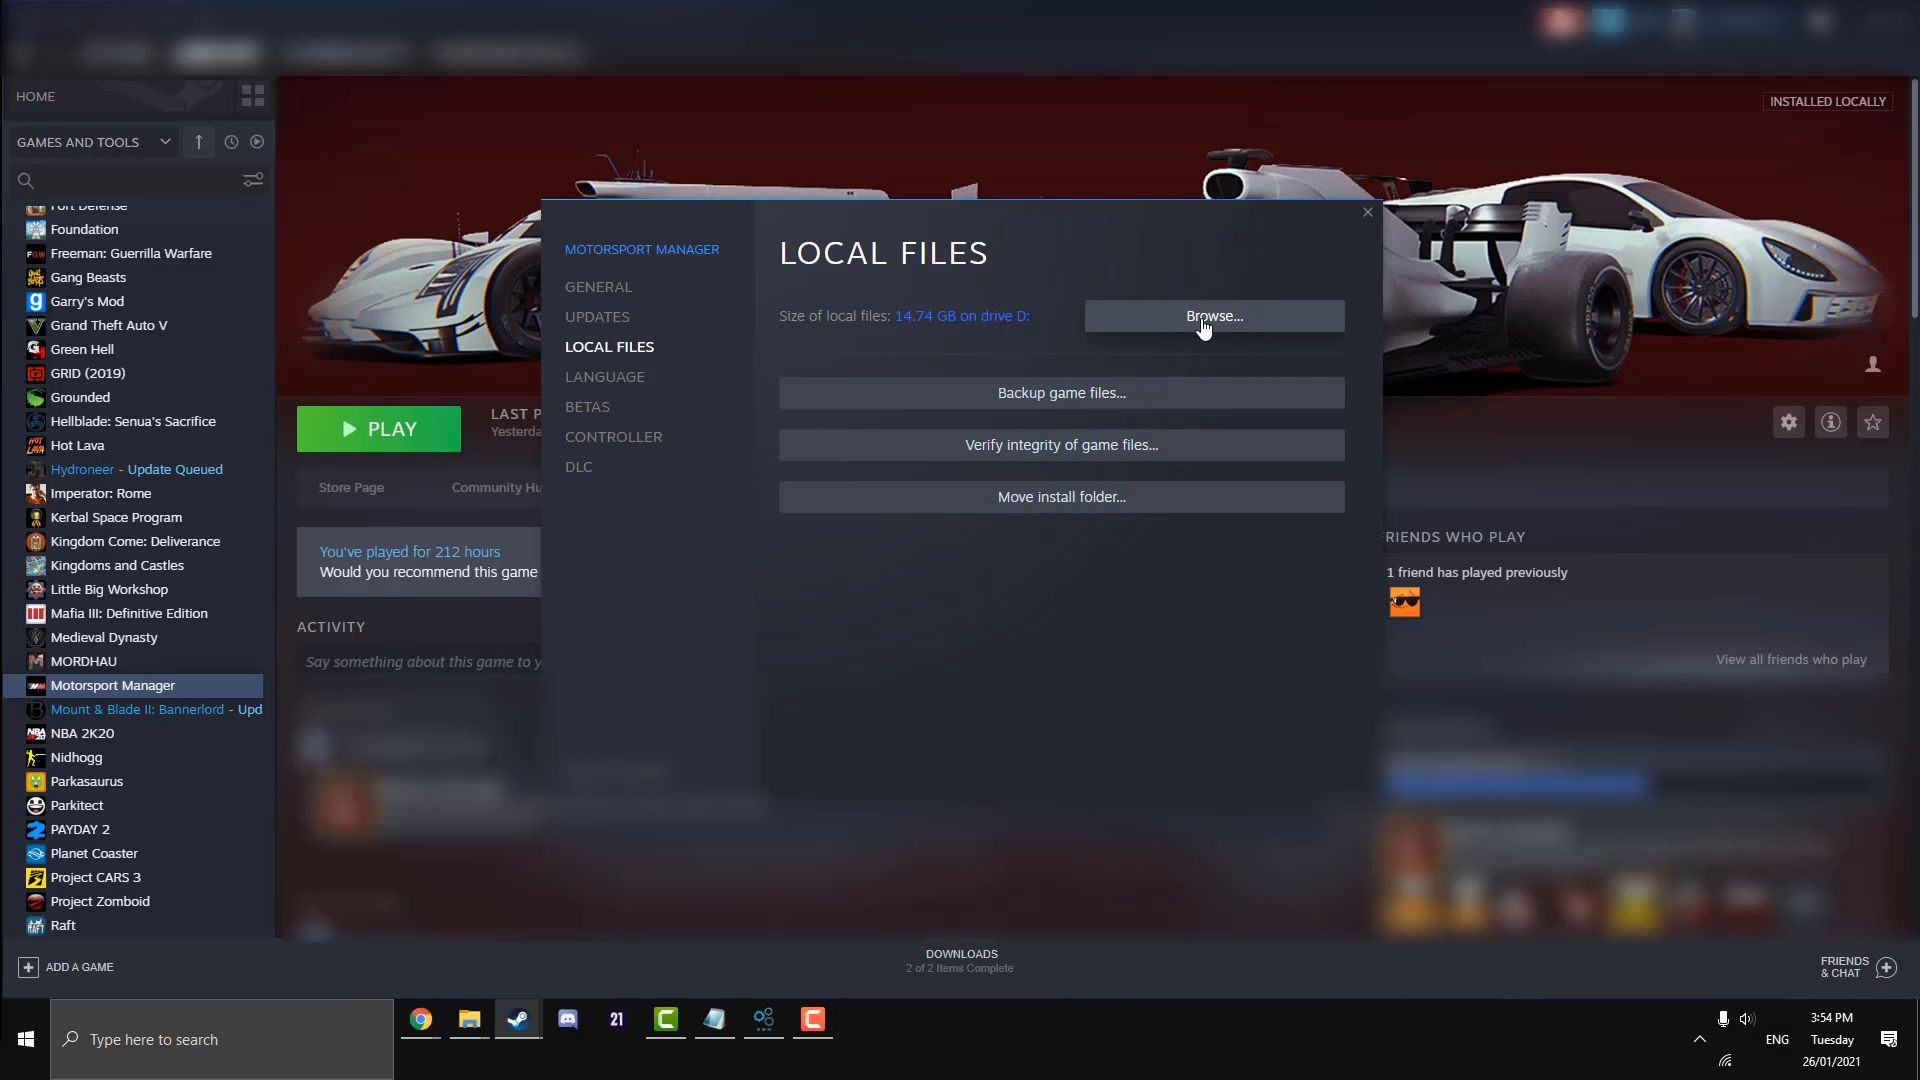 HOME
INSTALLED LOCALLY
GAMES AND TOOLS
Fort Defense
Foundation
Freeman: Guerrilla Warfare
Gang Beasts
Garry's Mod
Grand Theft Auto V
Green Hell
GRID (2019)
Grounded
Hellblade: Senua's Sacrifice
Hot Lava
Hydroneer - Update Queued
Imperator: Rome
Kerbal Space Program
Kingdom Come: Deliverance
Kingdoms and Castles
Little Big Workshop
Mafia III: Definitive Edition
Medieval Dynasty
MORDHAU
Motorsport Manager
Mount & Blade II: Bannerlord - Upd
NBA 2K20
Nidhogg
Parkasaurus
Parkitect
PAYDAY 2
Planet Coaster
Project CARS 3
Project Zomboid
Raft
MOTORSPORT MANAGER
GENERAL
UPDATES
LOCAL FILES
LANGUAGE
BETAS
CONTROLLER
DLC
LOCAL FILES
Size of local files: 14.74 GB on drive D:
Browse...
Backup game files...
Verify integrity of game files...
Move install folder...
PLAY
LAST P
Yesterda
Store Page
Community Hu
You've played for 212 hours
Would you recommend this game
ACTIVITY
Say something about this game to y
RIENDS WHO PLAY
1 friend has played previously
View all friends who play
ADD A GAME
DOWNLOADS
2 of 2 Items Complete
FRIENDS
& CHAT
Type here to search
21
ENG
3:54 PM
Tuesday
26/01/2021